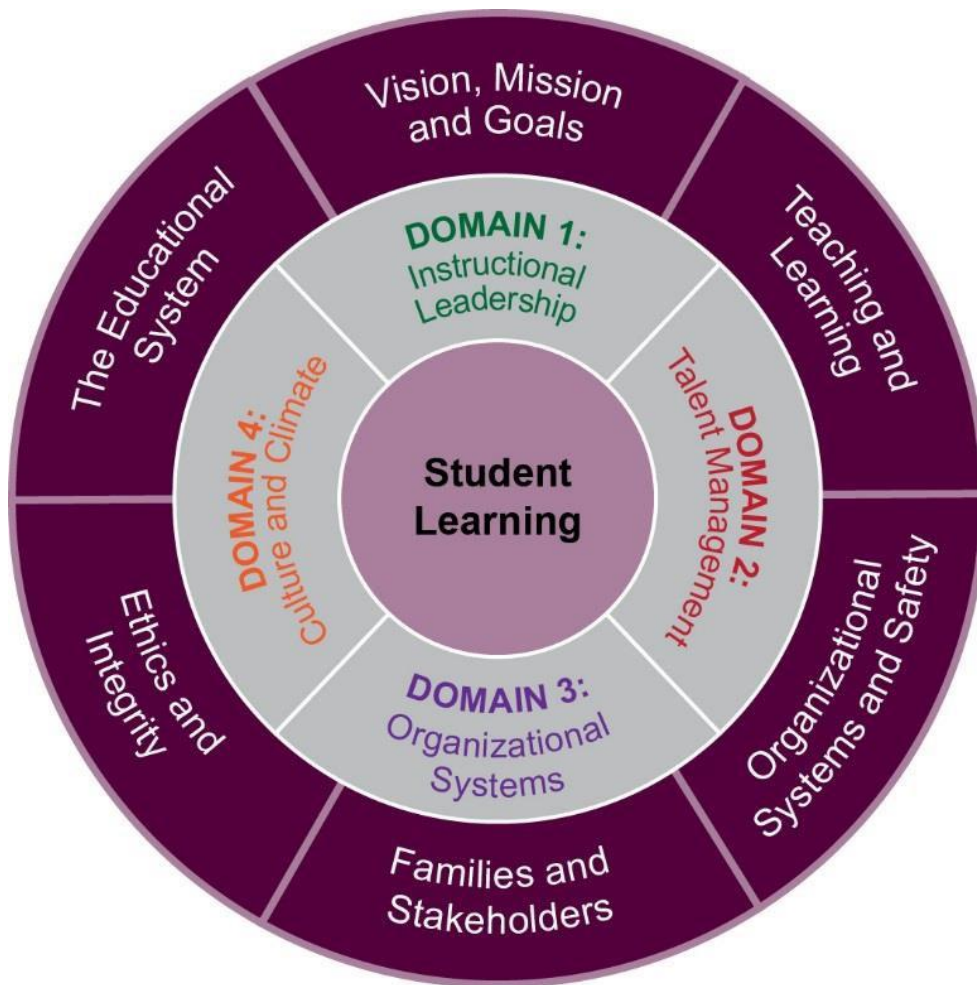 Vision, Mission
and Goals
Teaching and
Learning
Organizational
Systems and Safety
Families and
Stakeholders
Ethics and
Integrity
The Educational
System
DOMAIN 1:
Instructional
Leadership
DOMAIN 2:
Talent Management
DOMAIN 3:
Organizational
Systems
DOMAIN 4:
Culture and Climate
Student
Learning